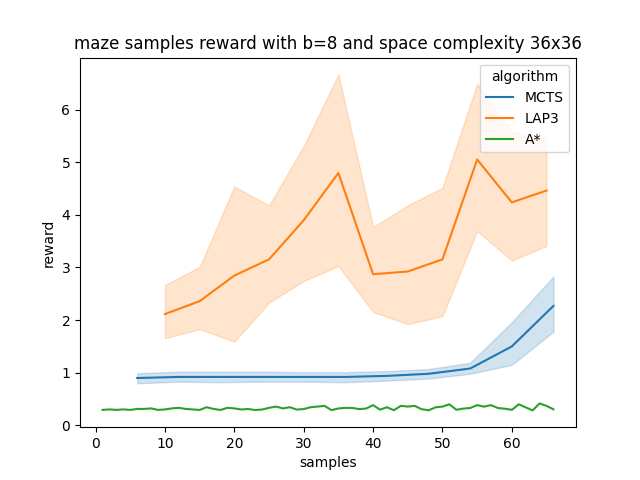 maze samples reward with b=8 and space complexity 36x36
algorithm
MCTS
LAP3
A*
reward
6
5
4
3
2
1
0
0 10 20 30 40 50 60
samples